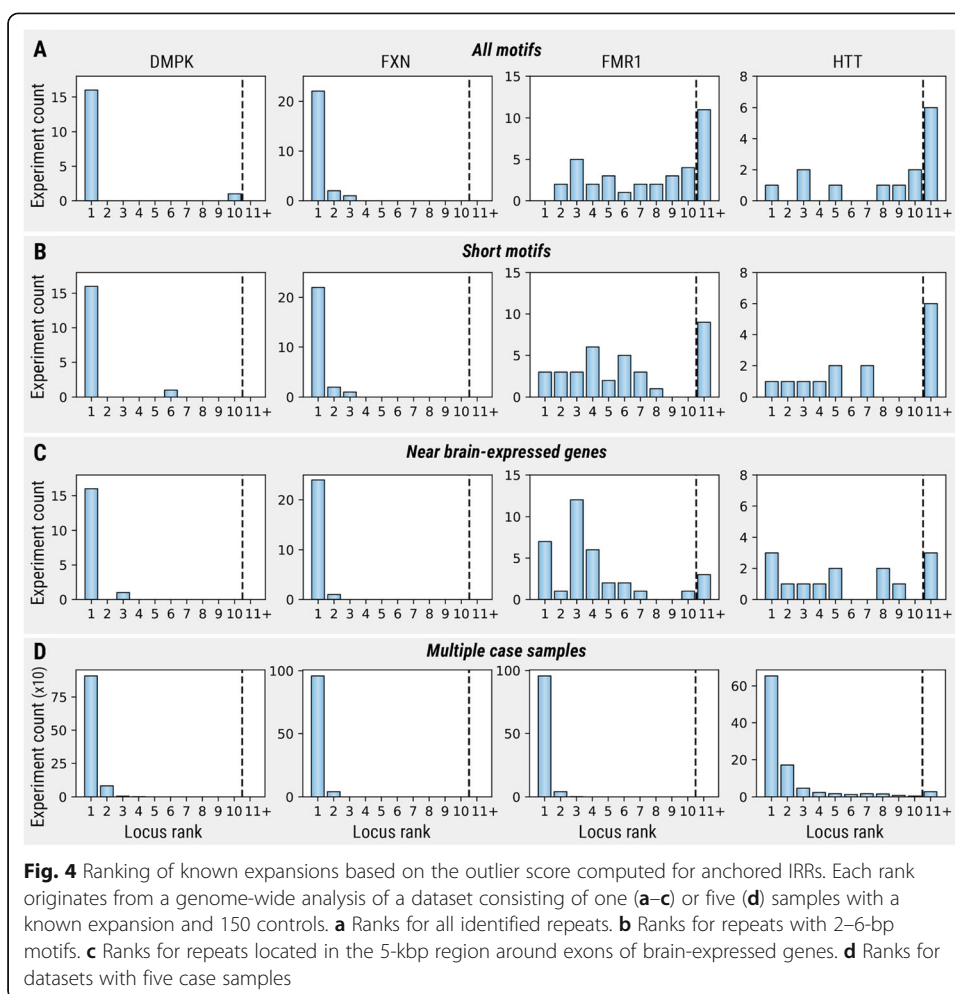 A
All motifs
DMPK FXN FMR1 HTT
Experiment count
15
10
5
0
20
10
0
15
10
5
0
8
6
4
2
0
1 2 3 4 5 6 7 8 9 10 11+
1 2 3 4 5 6 7 8 9 10 11+
1 2 3 4 5 6 7 8 9 10 11+
1 2 3 4 5 6 7 8 9 10 11+
B
Short motifs
Experiment count
15
10
5
0
20
10
0
15
10
5
0
8
6
4
2
0
1 2 3 4 5 6 7 8 9 10 11+
1 2 3 4 5 6 7 8 9 10 11+
1 2 3 4 5 6 7 8 9 10 11+
1 2 3 4 5 6 7 8 9 10 11+
C
Near brain-expressed genes
Experiment count
15
10
5
0
20
10
0
15
10
5
0
8
6
4
2
0
1 2 3 4 5 6 7 8 9 10 11+
1 2 3 4 5 6 7 8 9 10 11+
1 2 3 4 5 6 7 8 9 10 11+
1 2 3 4 5 6 7 8 9 10 11+
D
Multiple case samples
Experiment count (x10)
75
50
25
0
100
50
0
100
50
0
60
40
20
0
1 2 3 4 5 6 7 8 9 10 11+
1 2 3 4 5 6 7 8 9 10 11+
1 2 3 4 5 6 7 8 9 10 11+
1 2 3 4 5 6 7 8 9 10 11+
Locus rank Locus rank Locus rank Locus rank
Fig. 4 Ranking of known expansions based on the outlier score computed for anchored IRRs. Each rank
originates from a genome-wide analysis of a dataset consisting of one (a–c) or five (d) samples with a
known expansion and 150 controls. a Ranks for all identified repeats. b Ranks for repeats with 2–6-bp
motifs. c Ranks for repeats located in the 5-kbp region around exons of brain-expressed genes. d Ranks for
datasets with five case samples